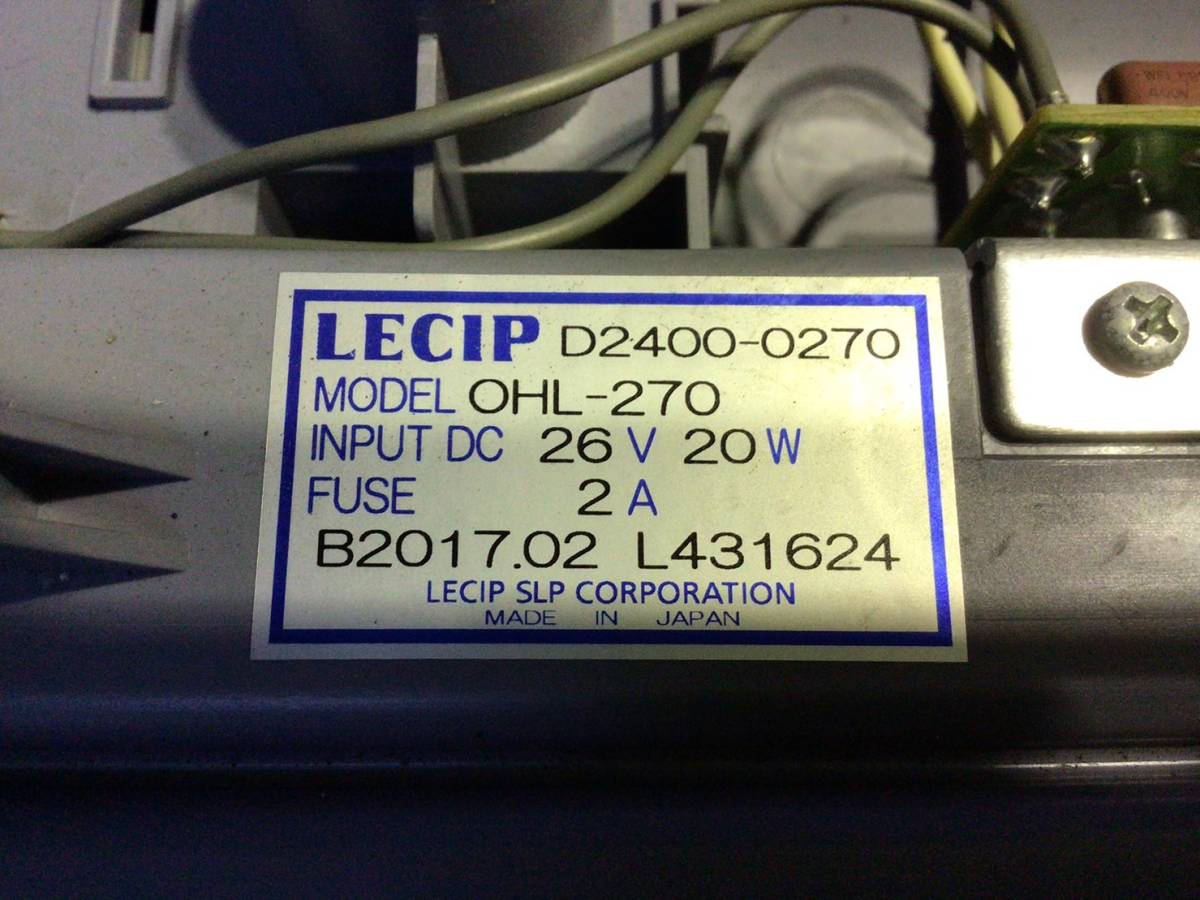 LECIP D2400-0270
MODEL OHL-270
INPUT DC 26 V 20 W
FUSE 2 A
B2017.02 L431624
LECIP SLP CORPORATION
MADE IN JAPAN